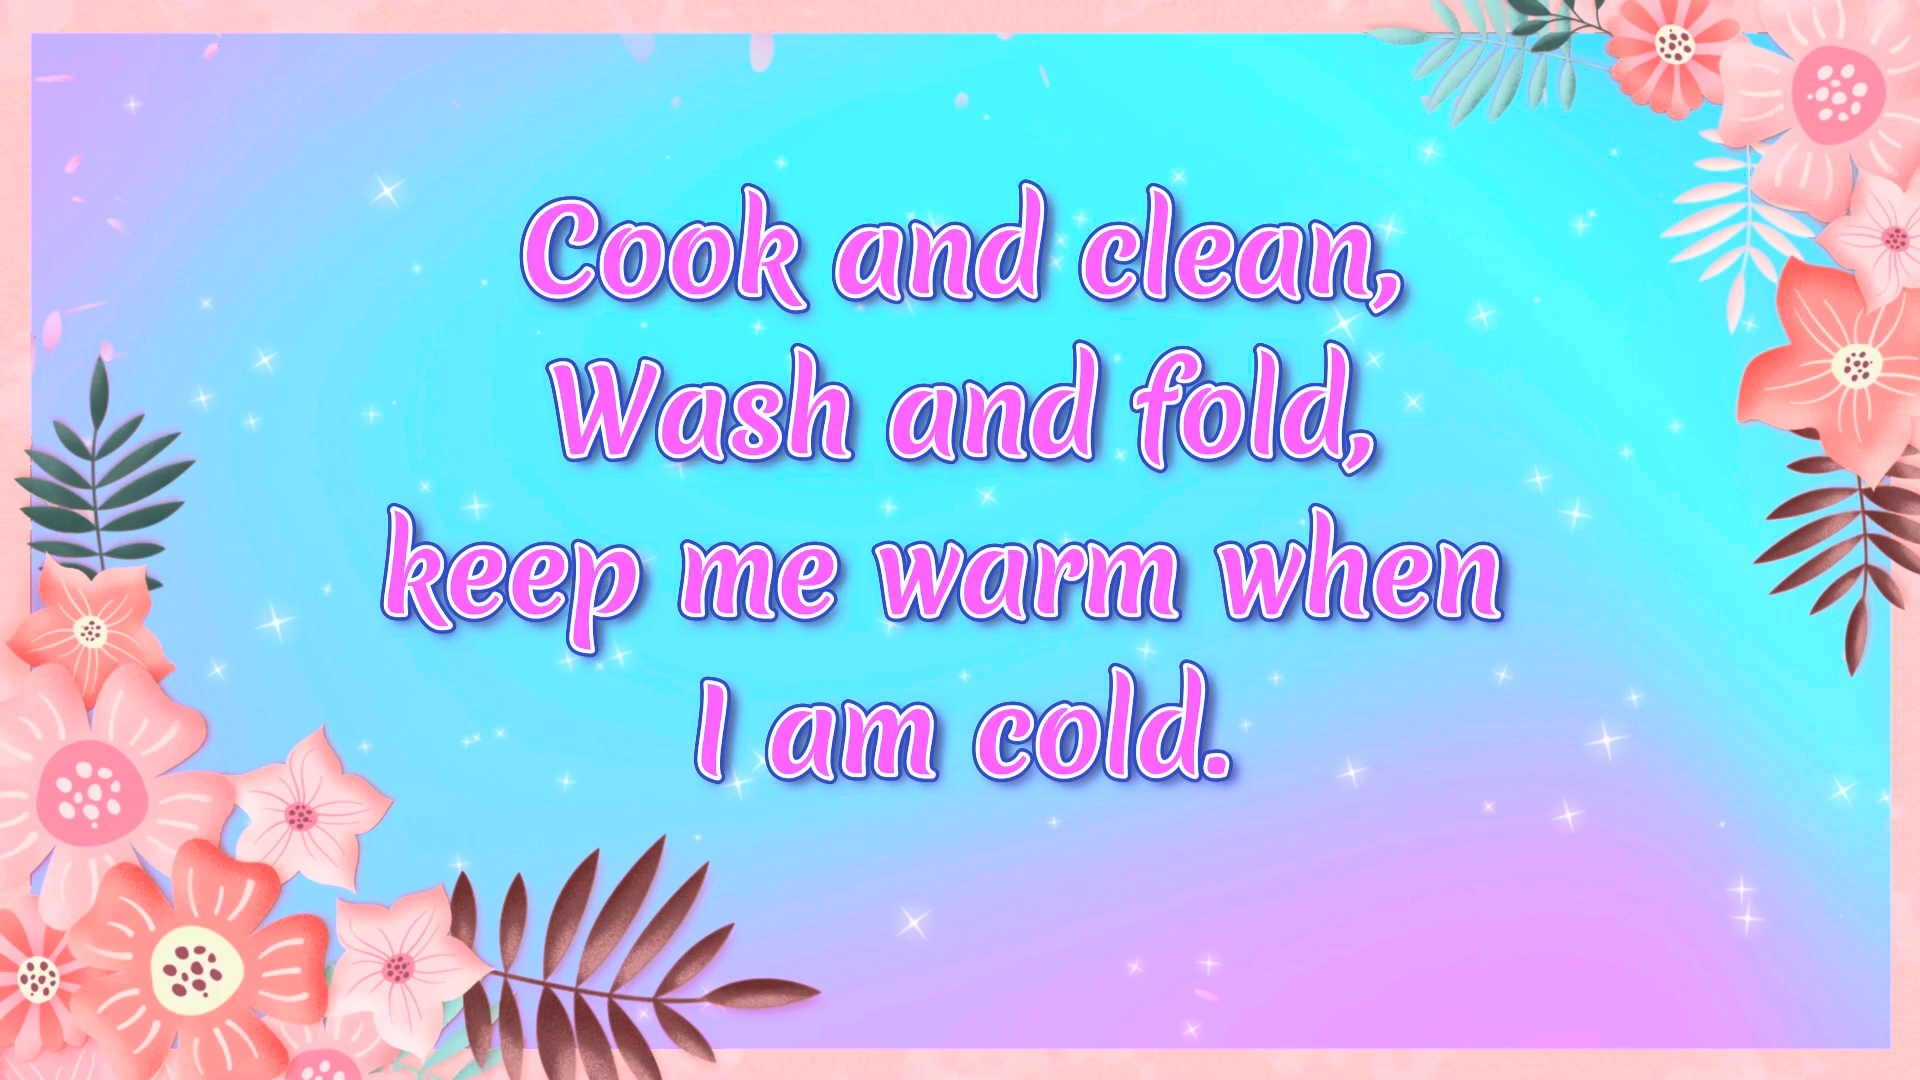 Cook and clean,
Wash and fold,
keep me warm when
I am cold.